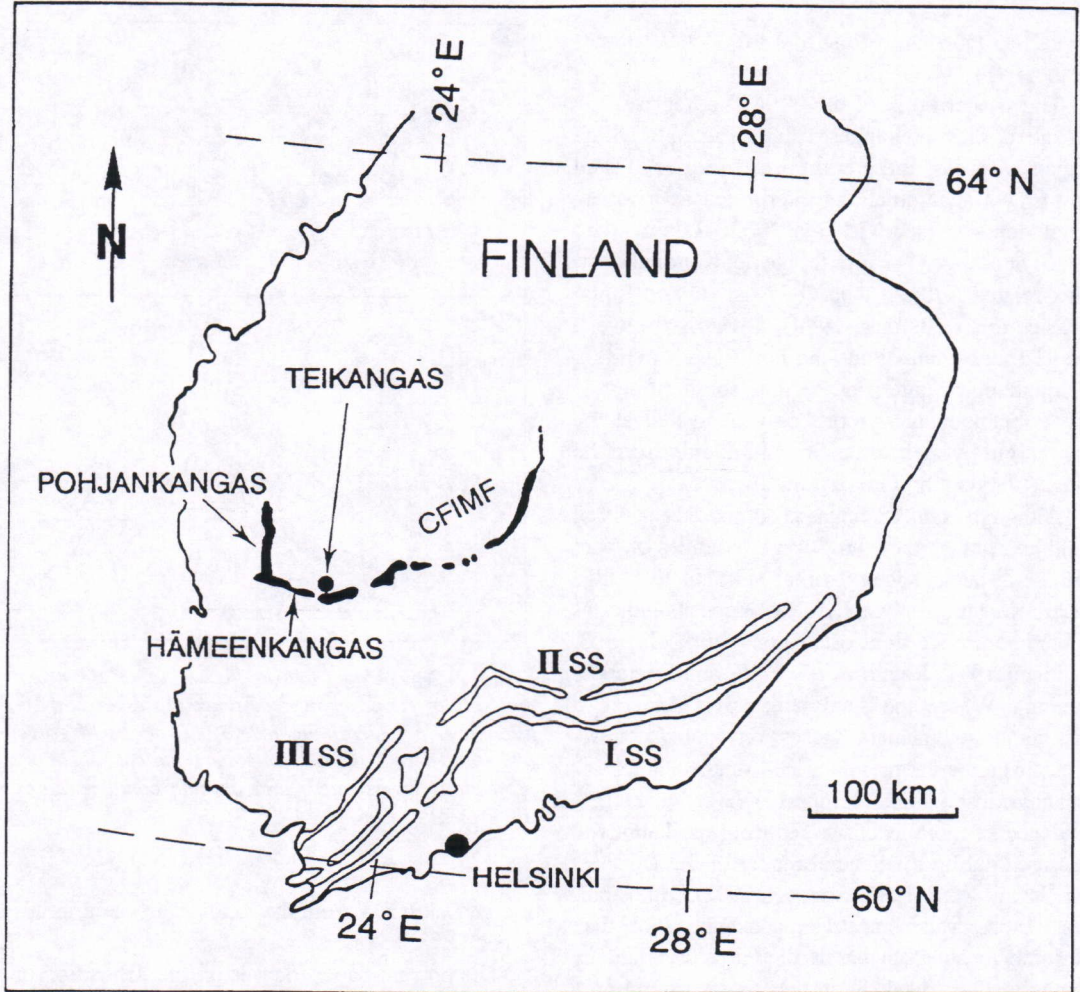 24° E
28° E
64° N
N
FINLAND
TEIKANGAS
POHJANKANGAS
CFIMF
HÄMEENKANGAS
II SS
III SS
I SS
100 km
HELSINKI
60° N
24° E
28° E